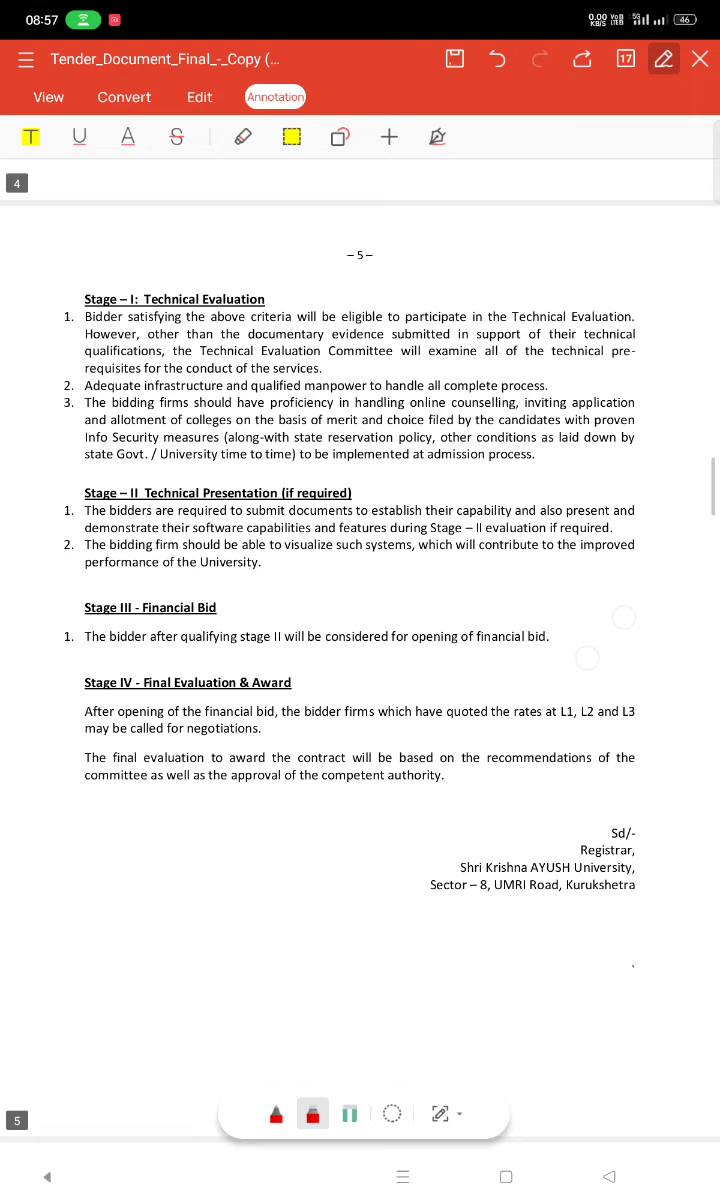 08:57
0.00 KB/S
Vo LTE
5G
46
Tender_Document_Final_-_Copy (...
17
View Convert Edit Annotation
T U A S
4
– 5 –
Stage – I: Technical Evaluation
1. Bidder satisfying the above criteria will be eligible to participate in the Technical Evaluation.
However, other than the documentary evidence submitted in support of their technical
qualifications, the Technical Evaluation Committee will examine all of the technical pre-
requisites for the conduct of the services.
2. Adequate infrastructure and qualified manpower to handle all complete process.
3. The bidding firms should have proficiency in handling online counselling, inviting application
and allotment of colleges on the basis of merit and choice filed by the candidates with proven
Info Security measures (along-with state reservation policy, other conditions as laid down by
state Govt. / University time to time) to be implemented at admission process.
Stage – II Technical Presentation (if required)
1. The bidders are required to submit documents to establish their capability and also present and
demonstrate their software capabilities and features during Stage – II evaluation if required.
2. The bidding firm should be able to visualize such systems, which will contribute to the improved
performance of the University.
Stage III - Financial Bid
1. The bidder after qualifying stage II will be considered for opening of financial bid.
Stage IV - Final Evaluation & Award
After opening of the financial bid, the bidder firms which have quoted the rates at L1, L2 and L3
may be called for negotiations.
The final evaluation to award the contract will be based on the recommendations of the
committee as well as the approval of the competent authority.
Sd/-
Registrar,
Shri Krishna AYUSH University,
Sector – 8, UMRI Road, Kurukshetra
`
5